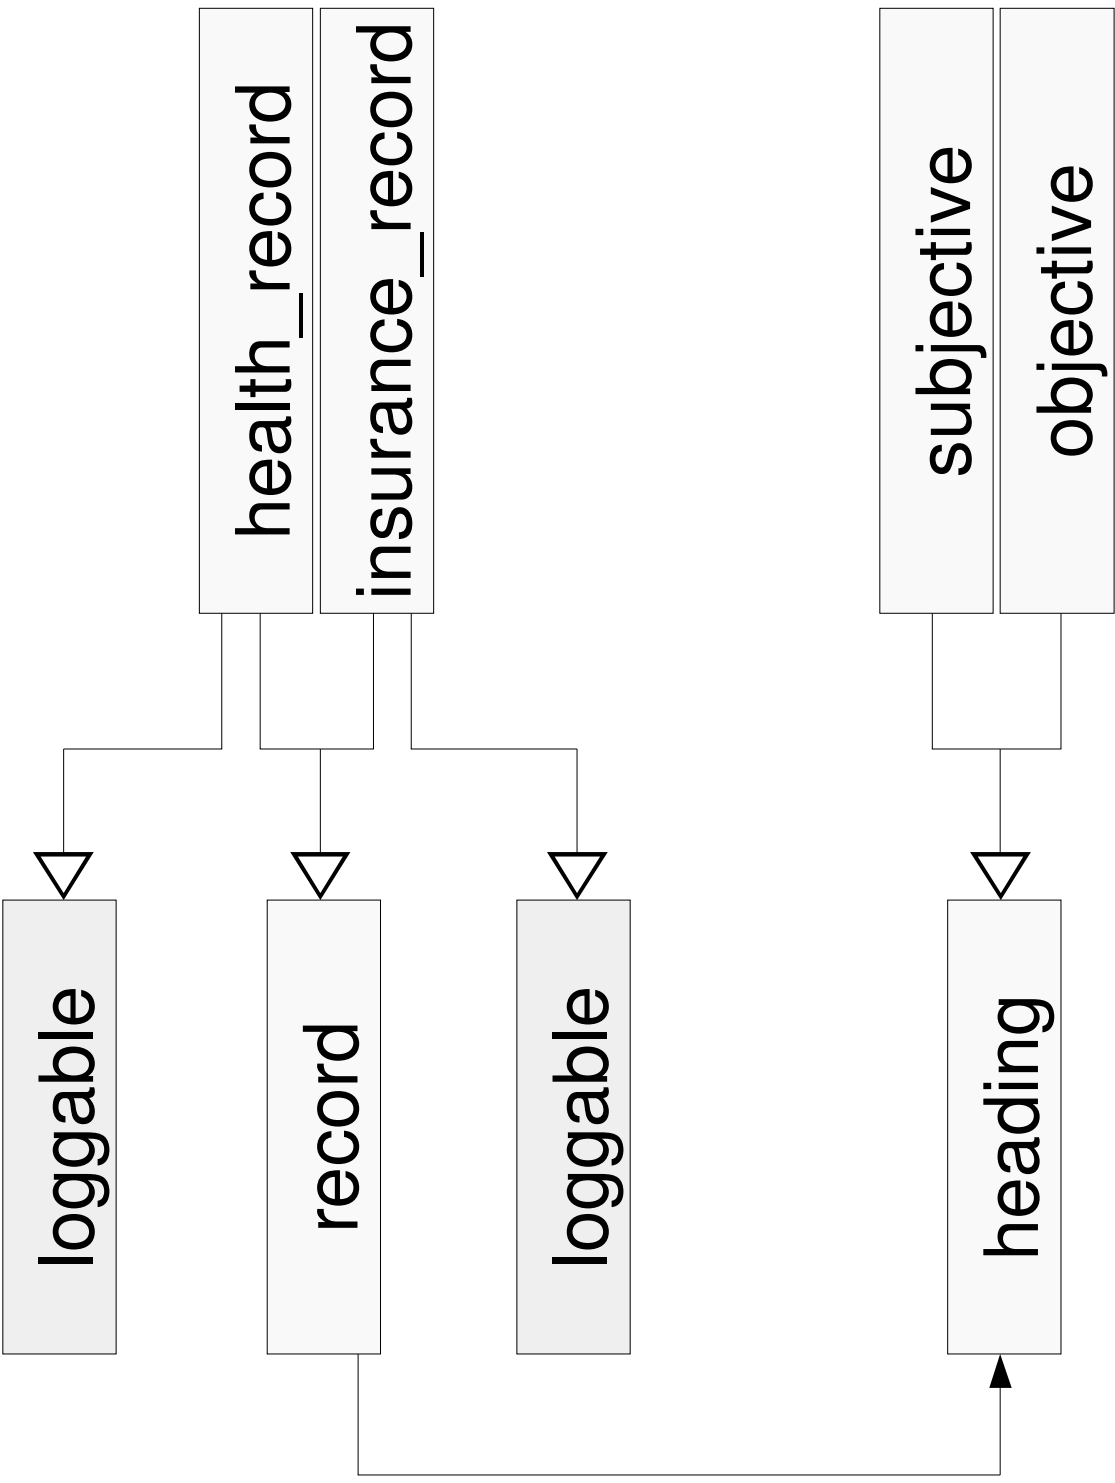 health_record
insurance_record
subjective
objective
loggable
record
loggable
heading